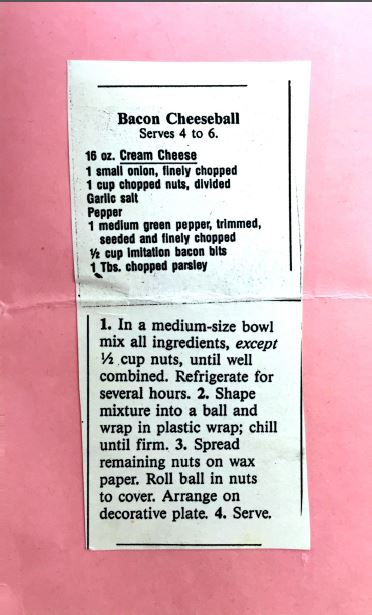 Bacon Cheeseball
Serves 4 to 6.
16 oz. Cream Cheese
1 small onion, finely chopped
1 cup chopped nuts, divided
Garlic salt
Pepper
1 medium green pepper, trimmed,
seeded and finely chopped
½ cup imitation bacon bits
1 Tbs. chopped parsley
1. In a medium-size bowl
mix all ingredients, except
½ cup nuts, until well
combined. Refrigerate for
several hours. 2. Shape
mixture into a ball and
wrap in plastic wrap; chill
until firm. 3. Spread
remaining nuts on wax
paper. Roll ball in nuts
to cover. Arrange on
decorative plate. 4. Serve.